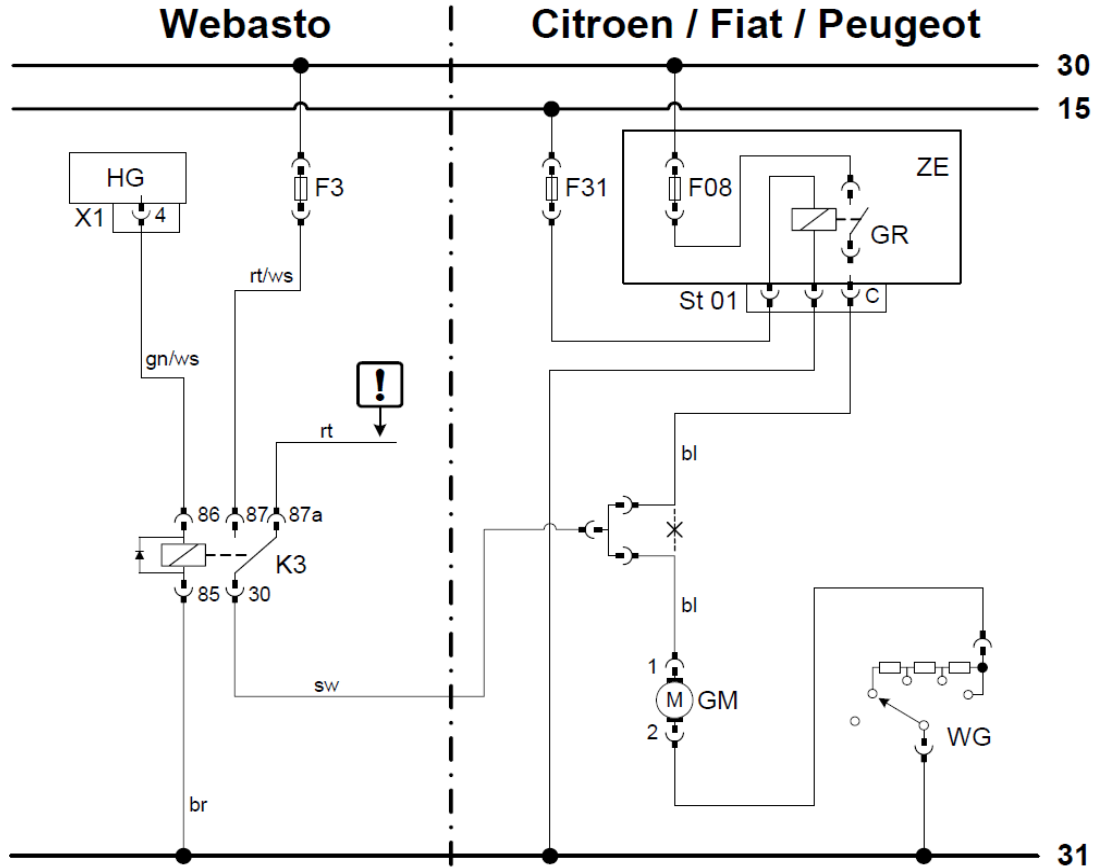 Webasto
Citroen / Fiat / Peugeot
30
15
HG
X1
4
F3
F31
F08
ZE
GR
St 01
C
rt/ws
gn/ws
!
rt
bl
86
87
87a
K3
85
30
bl
sw
1
M
GM
2
WG
br
31